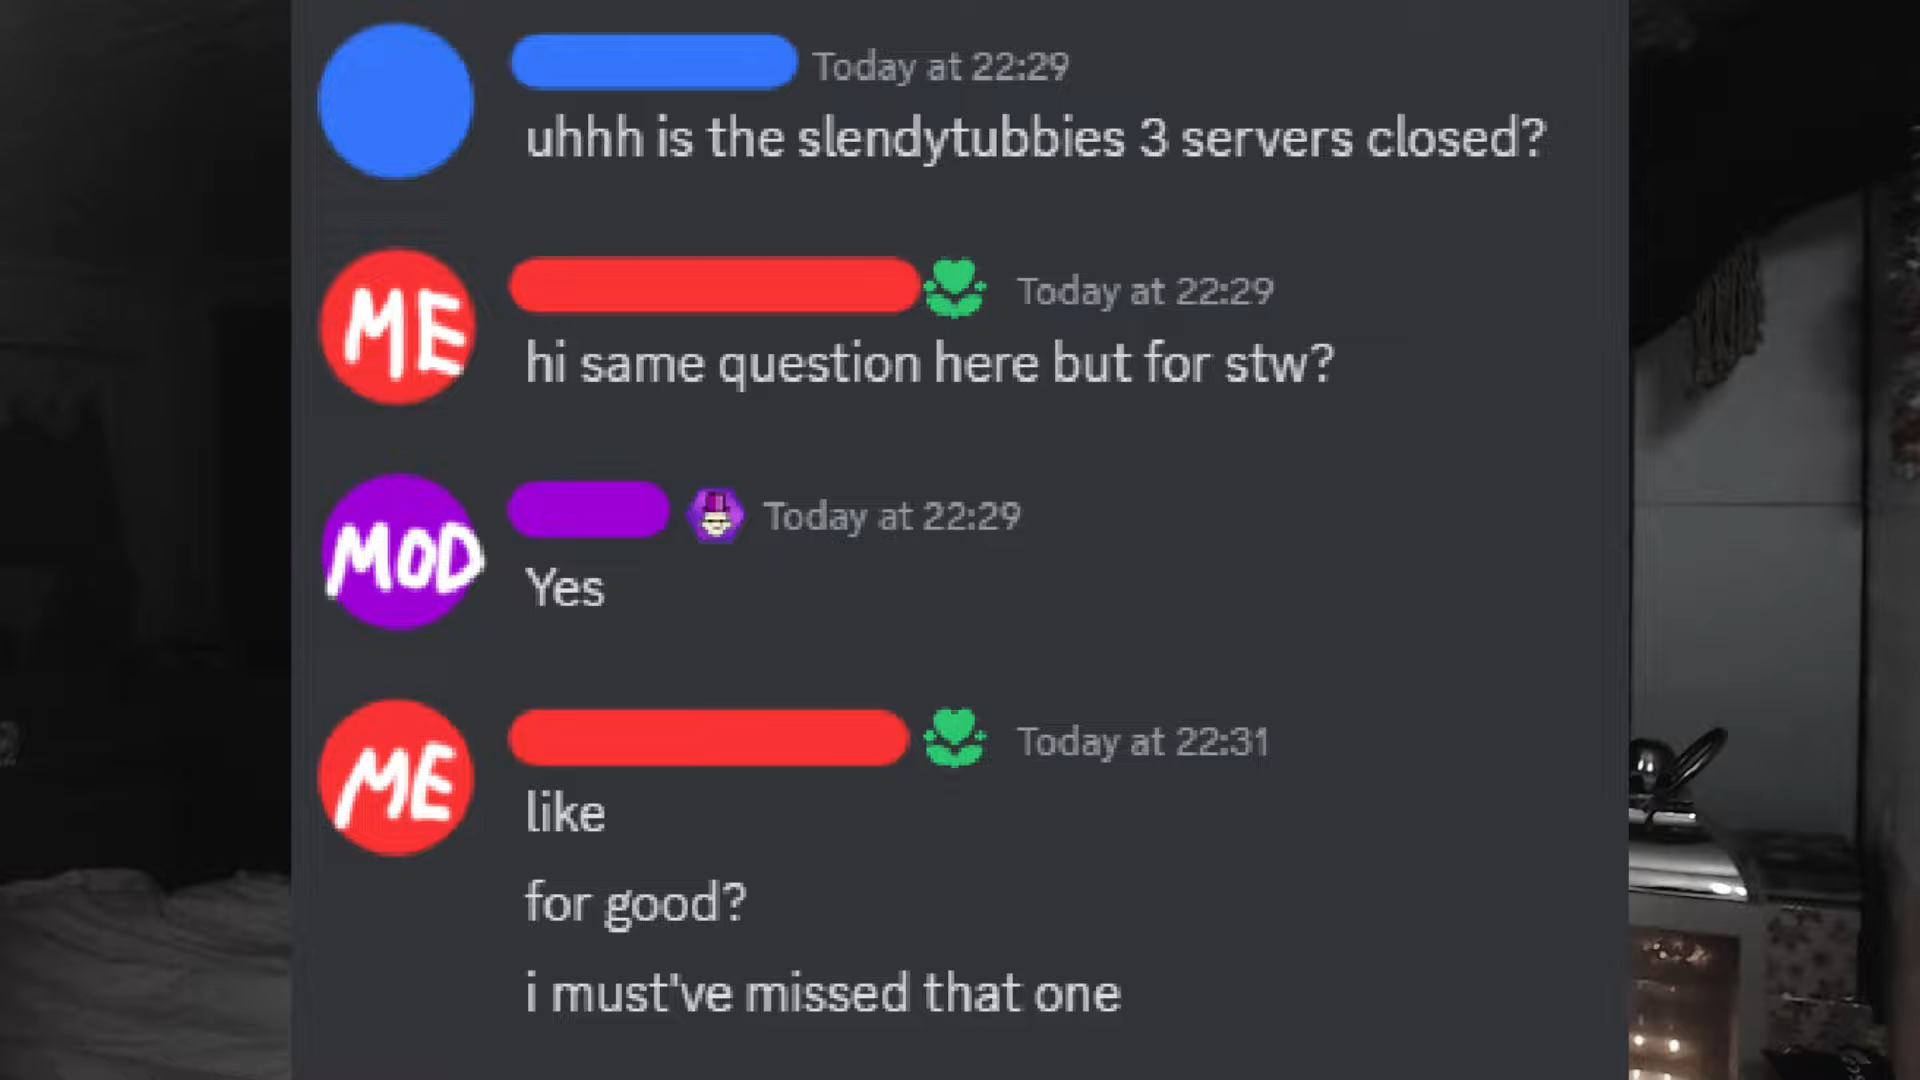 Today at 22:29
uhhh is the slendytubbies 3 servers closed?
ME
Today at 22:29
hi same question here but for stw?
MOD
Today at 22:29
Yes
ME
Today at 22:31
like
for good?
i must've missed that one